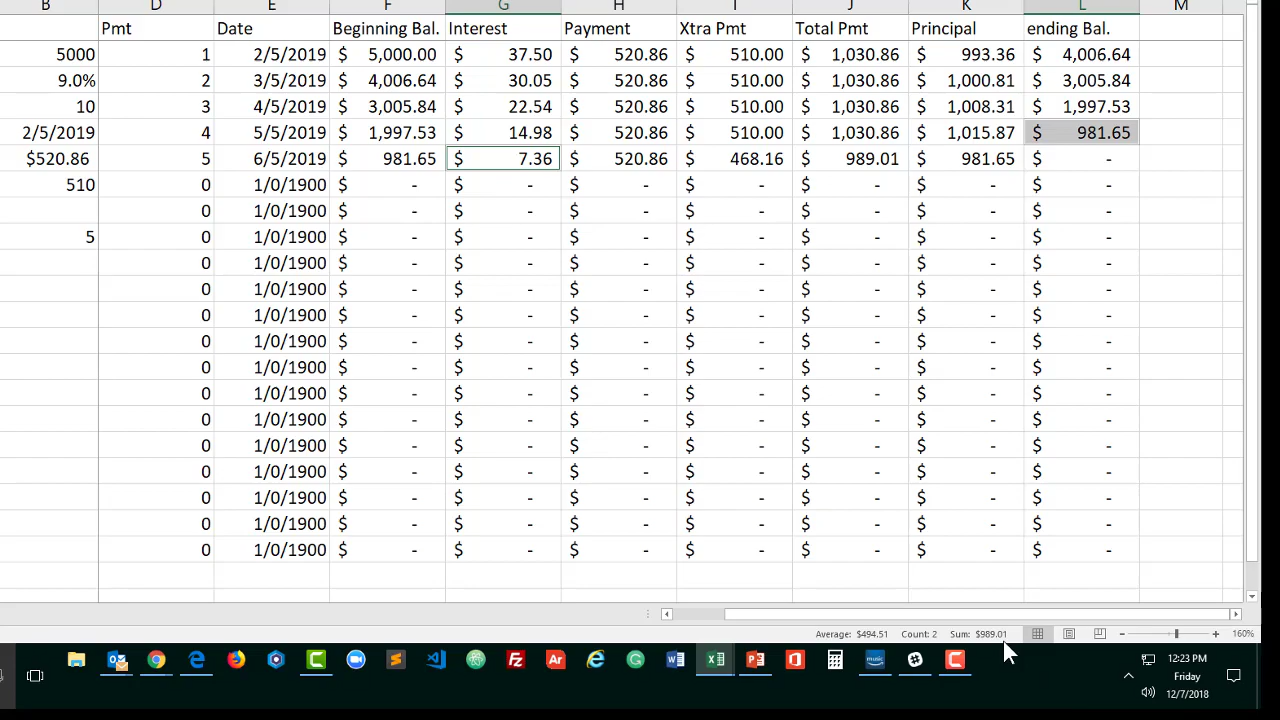 B D E F G H I J K L M
Pmt Date Beginning Bal. Interest Payment Xtra Pmt Total Pmt Principal ending Bal.
5000 1 2/5/2019 $ 5,000.00 $ 37.50 $ 520.86 $ 510.00 $ 1,030.86 $ 993.36 $ 4,006.64
9.0% 2 3/5/2019 $ 4,006.64 $ 30.05 $ 520.86 $ 510.00 $ 1,030.86 $ 1,000.81 $ 3,005.84
10 3 4/5/2019 $ 3,005.84 $ 22.54 $ 520.86 $ 510.00 $ 1,030.86 $ 1,008.31 $ 1,997.53
2/5/2019 4 5/5/2019 $ 1,997.53 $ 14.98 $ 520.86 $ 510.00 $ 1,030.86 $ 1,015.87 $ 981.65
$520.86 5 6/5/2019 $ 981.65 $ 7.36 $ 520.86 $ 468.16 $ 989.01 $ 981.65 $ -
510 0 1/0/1900 $ - $ - $ - $ - $ - $ - $ -
0 1/0/1900 $ - $ - $ - $ - $ - $ - $ -
5 0 1/0/1900 $ - $ - $ - $ - $ - $ - $ -
0 1/0/1900 $ - $ - $ - $ - $ - $ - $ -
0 1/0/1900 $ - $ - $ - $ - $ - $ - $ -
0 1/0/1900 $ - $ - $ - $ - $ - $ - $ -
0 1/0/1900 $ - $ - $ - $ - $ - $ - $ -
0 1/0/1900 $ - $ - $ - $ - $ - $ - $ -
0 1/0/1900 $ - $ - $ - $ - $ - $ - $ -
0 1/0/1900 $ - $ - $ - $ - $ - $ - $ -
0 1/0/1900 $ - $ - $ - $ - $ - $ - $ -
0 1/0/1900 $ - $ - $ - $ - $ - $ - $ -
0 1/0/1900 $ - $ - $ - $ - $ - $ - $ -
0 1/0/1900 $ - $ - $ - $ - $ - $ - $ -
0 1/0/1900 $ - $ - $ - $ - $ - $ - $ -
Average: $494.51 Count: 2 Sum: $989.01 160%
Fz Ar music
12:23 PM
Friday
12/7/2018